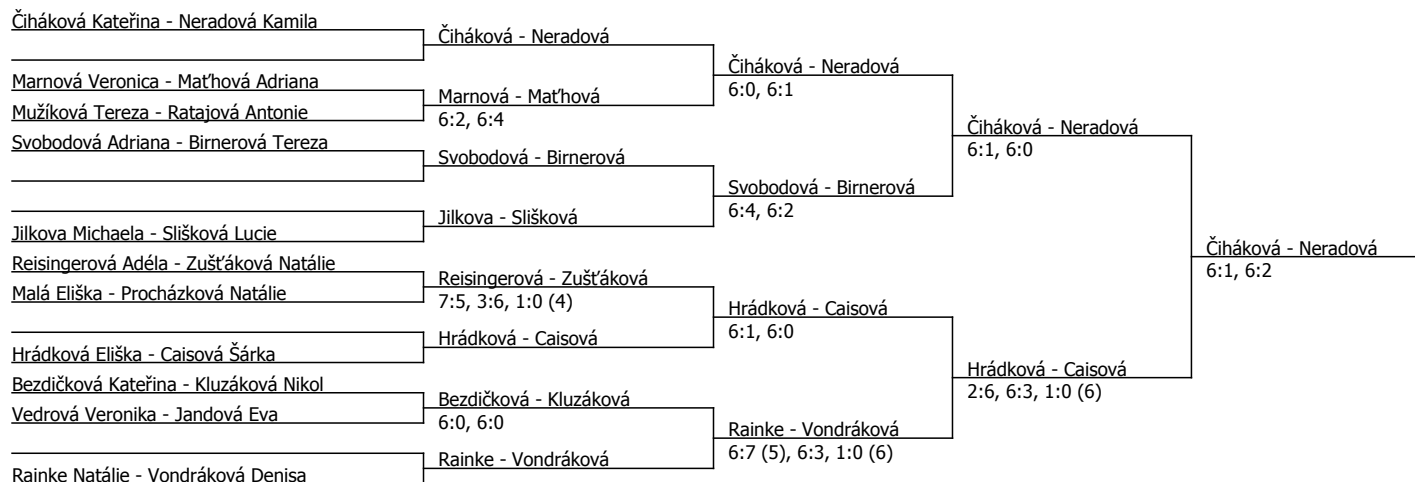 Čiháková Kateřina - Neradová Kamila
Marnová Veronica - Maťhová Adriana
Mužíková Tereza - Ratajová Antonie
Svobodová Adriana - Birnerová Tereza
Jilkova Michaela - Slišková Lucie
Reisingerová Adéla - Zušťáková Natálie
Malá Eliška - Procházková Natálie
Hrádková Eliška - Caisová Šárka
Bezdičková Kateřina - Kluzáková Nikol
Vedrová Veronika - Jandová Eva
Rainke Natálie - Vondráková Denisa
Čiháková - Neradová
Marnová - Maťhová
6:2, 6:4
Svobodová - Birnerová
Jilkova - Slišková
Reisingerová - Zušťáková
7:5, 3:6, 1:0 (4)
Hrádková - Caisová
Bezdičková - Kluzáková
6:0, 6:0
Rainke - Vondráková
Čiháková - Neradová
6:0, 6:1
Svobodová - Birnerová
6:4, 6:2
Hrádková - Caisová
6:1, 6:0
Rainke - Vondráková
6:7 (5), 6:3, 1:0 (6)
Čiháková - Neradová
6:1, 6:0
Hrádková - Caisová
2:6, 6:3, 1:0 (6)
Čiháková - Neradová
6:1, 6:2